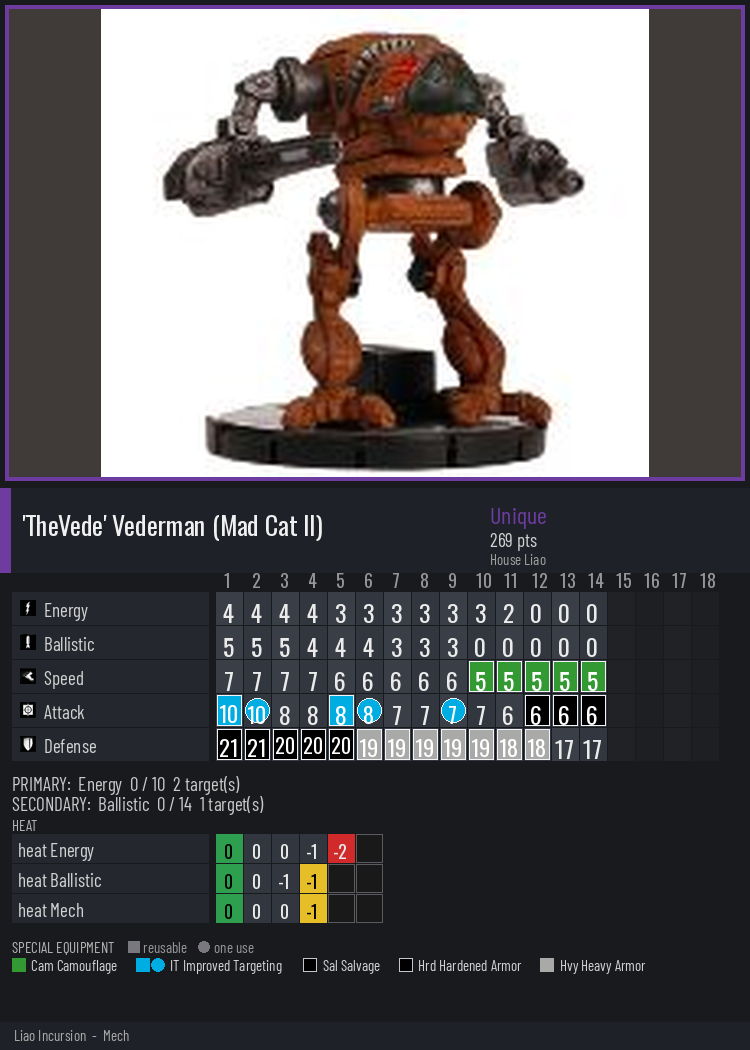 'TheVede' Vederman (Mad Cat II)
Unique
269 pts
House Liao
1 2 3 4 5 6 7 8 9 10 11 12 13 14 15 16 17 18
Energy 4 4 4 4 3 3 3 3 3 3 2 0 0 0
Ballistic 5 5 5 4 4 4 3 3 3 0 0 0 0 0
Speed 7 7 7 7 6 6 6 6 6 5 5 5 5 5
Attack 10 10 8 8 8 8 7 7 7 7 6 6 6 6
Defense 21 21 20 20 20 19 19 19 19 19 18 18 17 17
PRIMARY: Energy 0 / 10 2 target(s)
SECONDARY: Ballistic 0 / 14 1 target(s)
HEAT
heat Energy 0 0 0 -1 -2
heat Ballistic 0 0 -1 -1
heat Mech 0 0 0 -1
SPECIAL EQUIPMENT reusable one use
Cam Camouflage IT Improved Targeting Sal Salvage Hrd Hardened Armor Hvy Heavy Armor
Liao Incursion - Mech